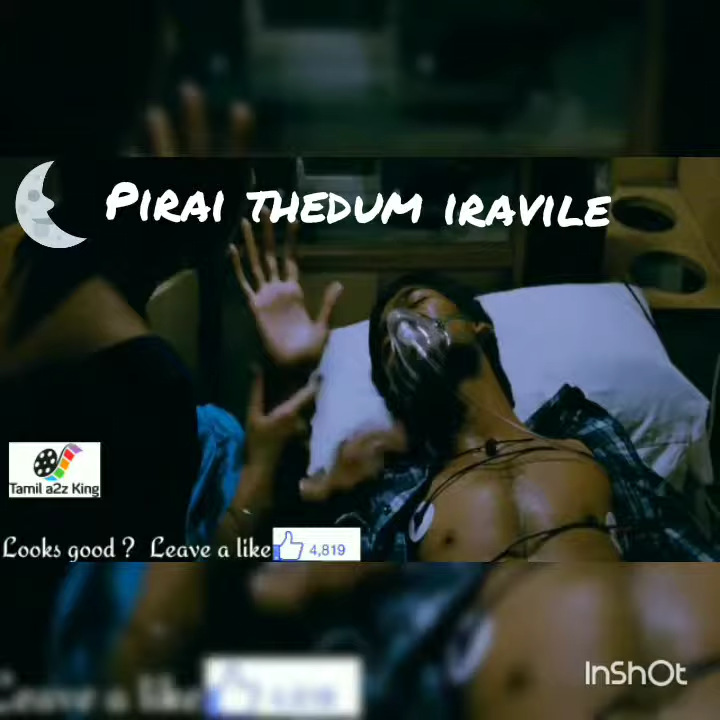 Pirai thedum iravile
Tamil a2z King
Looks good ? Leave a like 4,819
InShOt